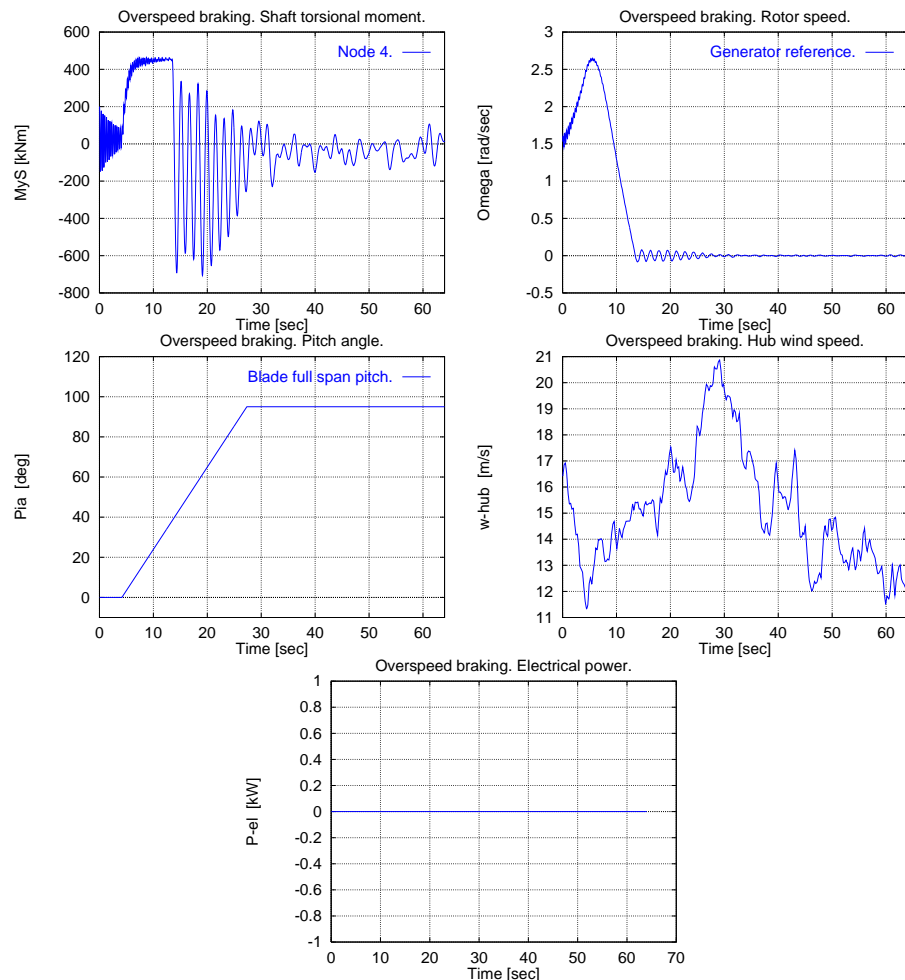 Overspeed braking. Shaft torsional moment.
600
400
200
0
-200
-400
-600
-800
MyS [kNm]
Node 4.
0 10 20 30 40 50 60
Time [sec]
Overspeed braking. Rotor speed.
3
2.5
2
1.5
1
0.5
0
-0.5
Omega [rad/sec]
Generator reference.
0 10 20 30 40 50 60
Time [sec]
Overspeed braking. Pitch angle.
120
100
80
60
40
20
0
Pia [deg]
Blade full span pitch.
0 10 20 30 40 50 60
Time [sec]
Overspeed braking. Hub wind speed.
21
20
19
18
17
16
15
14
13
12
11
w-hub [m/s]
0 10 20 30 40 50 60
Time [sec]
Overspeed braking. Electrical power.
1
0.8
0.6
0.4
0.2
0
-0.2
-0.4
-0.6
-0.8
-1
P-el [kW]
0 10 20 30 40 50 60 70
Time [sec]